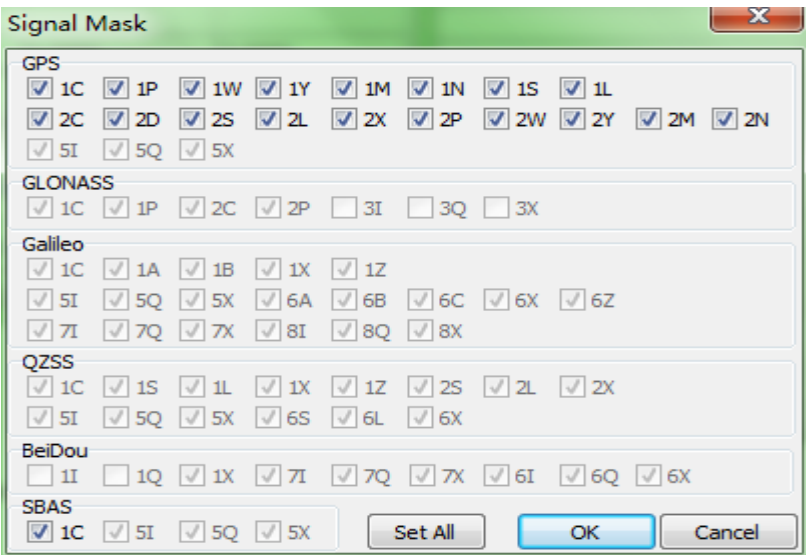 Signal Mask
GPS
1C 1P 1W 1Y 1M 1N 1S 1L
2C 2D 2S 2L 2X 2P 2W 2Y 2M 2N
5I 5Q 5X
GLONASS
1C 1P 2C 2P 3I 3Q 3X
Galileo
1C 1A 1B 1X 1Z
5I 5Q 5X 6A 6B 6C 6X 6Z
7I 7Q 7X 8I 8Q 8X
QZSS
1C 1S 1L 1X 1Z 2S 2L 2X
5I 5Q 5X 6S 6L 6X
BeiDou
1I 1Q 1X 7I 7Q 7X 6I 6Q 6X
SBAS
1C 5I 5Q 5X Set All OK Cancel